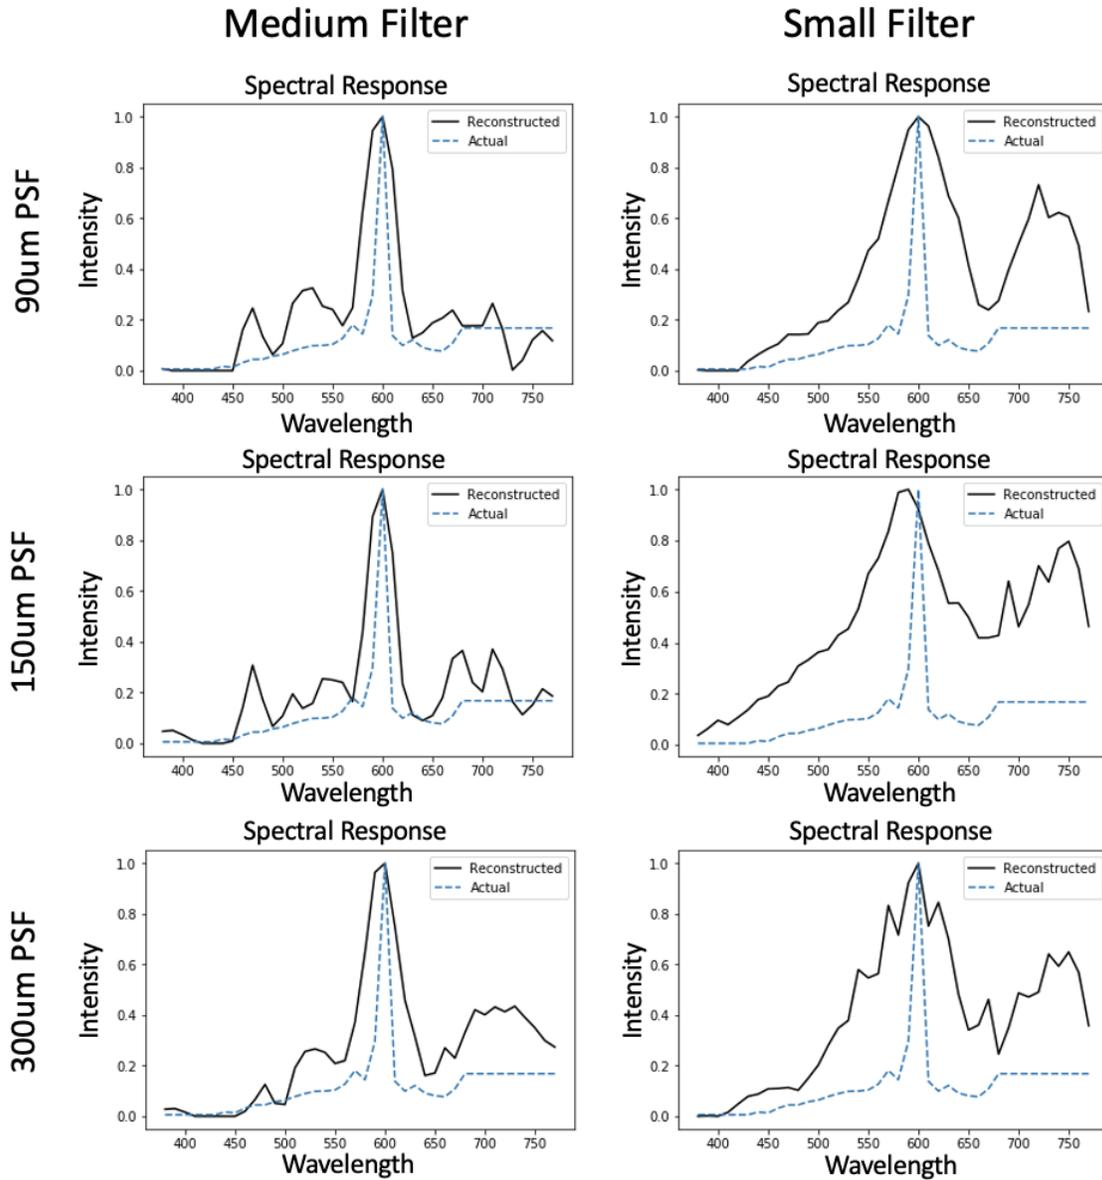 Medium Filter
Small Filter
90um PSF
Spectral Response
1.0
0.8
0.6
0.4
0.2
0.0
Intensity
Reconstructed
Actual
400 450 500 550 600 650 700 750
Wavelength
Spectral Response
1.0
0.8
0.6
0.4
0.2
0.0
Intensity
Reconstructed
Actual
400 450 500 550 600 650 700 750
Wavelength
150um PSF
Spectral Response
1.0
0.8
0.6
0.4
0.2
0.0
Intensity
Reconstructed
Actual
400 450 500 550 600 650 700 750
Wavelength
Spectral Response
1.0
0.8
0.6
0.4
0.2
0.0
Intensity
Reconstructed
Actual
400 450 500 550 600 650 700 750
Wavelength
300um PSF
Spectral Response
1.0
0.8
0.6
0.4
0.2
0.0
Intensity
Reconstructed
Actual
400 450 500 550 600 650 700 750
Wavelength
Spectral Response
1.0
0.8
0.6
0.4
0.2
0.0
Intensity
Reconstructed
Actual
400 450 500 550 600 650 700 750
Wavelength